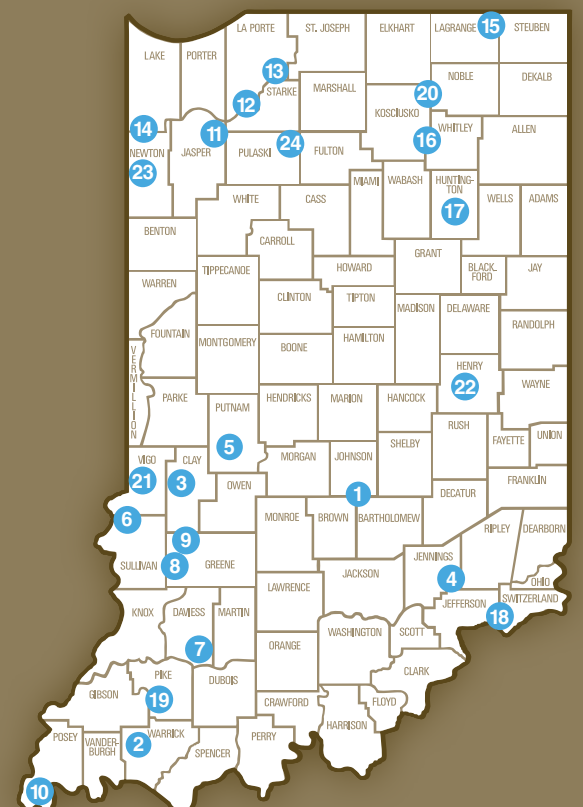 LA PORTE
ST. JOSEPH
ELKHART
LAGRANGE
15
STEUBEN
LAKE
PORTER
13
NOBLE
DEKALB
STARKE
MARSHALL
20
12
KOSCIUSKO
14
11
WHITLEY
ALLEN
NEWTON
JASPER
PULASKI
24
FULTON
16
23
MIAMI
WABASH
HUNTING-
TON
17
WELLS
ADAMS
WHITE
CASS
BENTON
CARROLL
GRANT
TIPPECANOE
HOWARD
BLACK-
FORD
JAY
WARREN
CLINTON
TIPTON
MADISON
DELAWARE
RANDOLPH
FOUNTAIN
MONTGOMERY
BOONE
HAMILTON
VERMILLION
HENRY
22
WAYNE
PARKE
PUTNAM
HENDRICKS
MARION
HANCOCK
RUSH
FAYETTE
UNION
5
SHELBY
VIGO
CLAY
MORGAN
JOHNSON
21
3
OWEN
1
DECATUR
FRANKLIN
6
MONROE
BROWN
BARTHOLOMEW
RIPLEY
DEARBORN
9
SULLIVAN
8
GREENE
JENNINGS
4
JACKSON
OHIO
LAWRENCE
SWITZERLAND
KNOX
DAVIESS
MARTIN
JEFFERSON
18
WASHINGTON
SCOTT
7
ORANGE
PIKE
DUBOIS
CLARK
GIBSON
19
CRAWFORD
FLOYD
HARRISON
POSEY
VANDER-
BURGH
2
WARRICK
PERRY
SPENCER
10